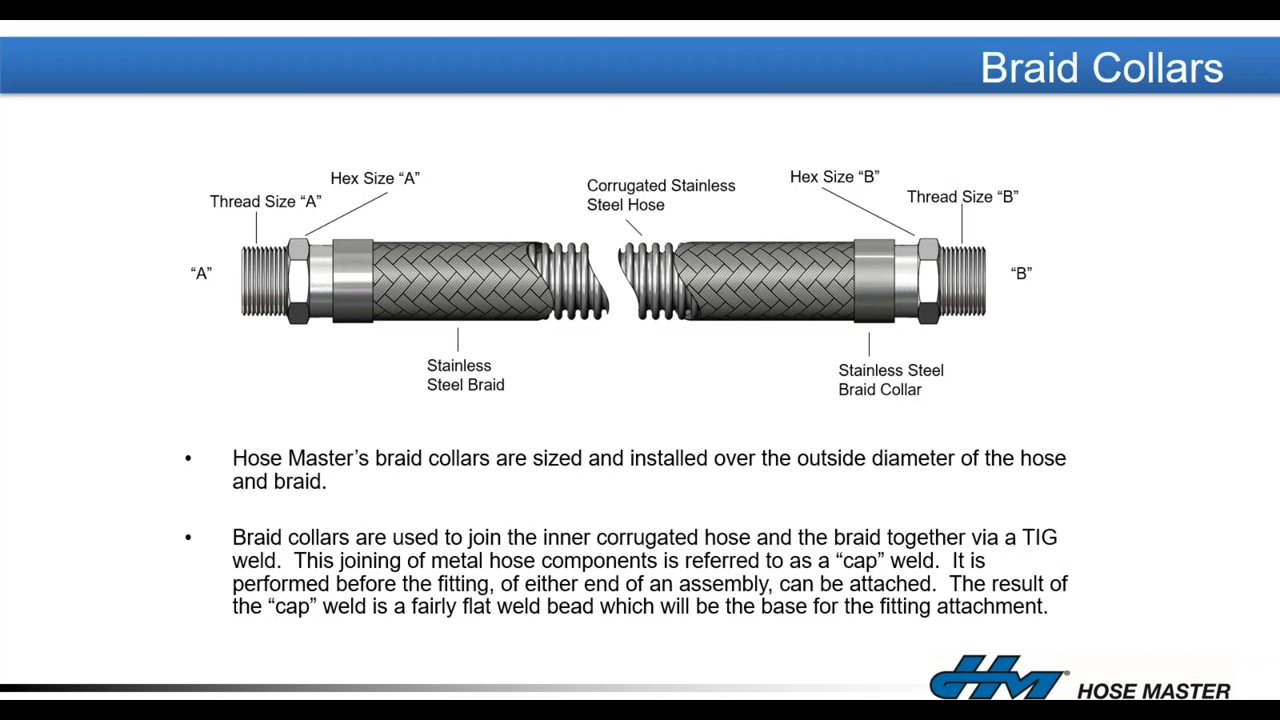 Braid Collars
Hex Size “A”
Thread Size “A”
Corrugated Stainless
Steel Hose
Hex Size “B”
Thread Size “B”
“A”
“B”
Stainless
Steel Braid
Stainless Steel
Braid Collar
• Hose Master’s braid collars are sized and installed over the outside diameter of the hose
and braid.
• Braid collars are used to join the inner corrugated hose and the braid together via a TIG
weld.  This joining of metal hose components is referred to as a “cap” weld.  It is
performed before the fitting, of either end of an assembly, can be attached.  The result of
the “cap” weld is a fairly flat weld bead which will be the base for the fitting attachment.
HM® HOSE MASTER